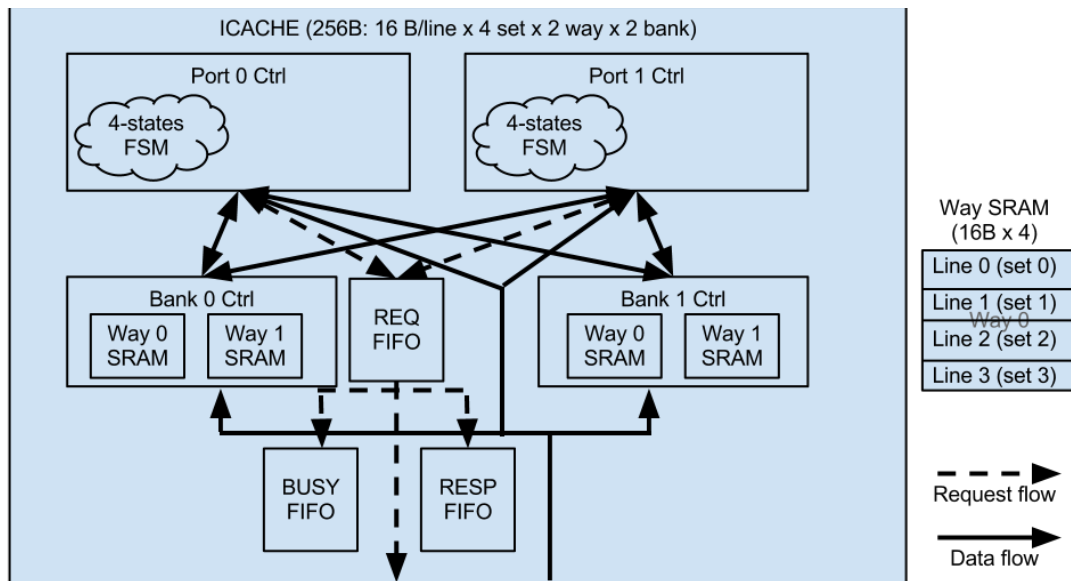 ICACHE (256B: 16 B/line x 4 set x 2 way x 2 bank)
Port 0 Ctrl
4-states
FSM
Port 1 Ctrl
4-states
FSM
Bank 0 Ctrl
Way 0
SRAM
Way 1
SRAM
REQ
FIFO
Bank 1 Ctrl
Way 0
SRAM
Way 1
SRAM
BUSY
FIFO
RESP
FIFO
Way SRAM
(16B x 4)
Line 0 (set 0)
Line 1 (set 1)
Way 0
Line 2 (set 2)
Line 3 (set 3)
Request flow
Data flow